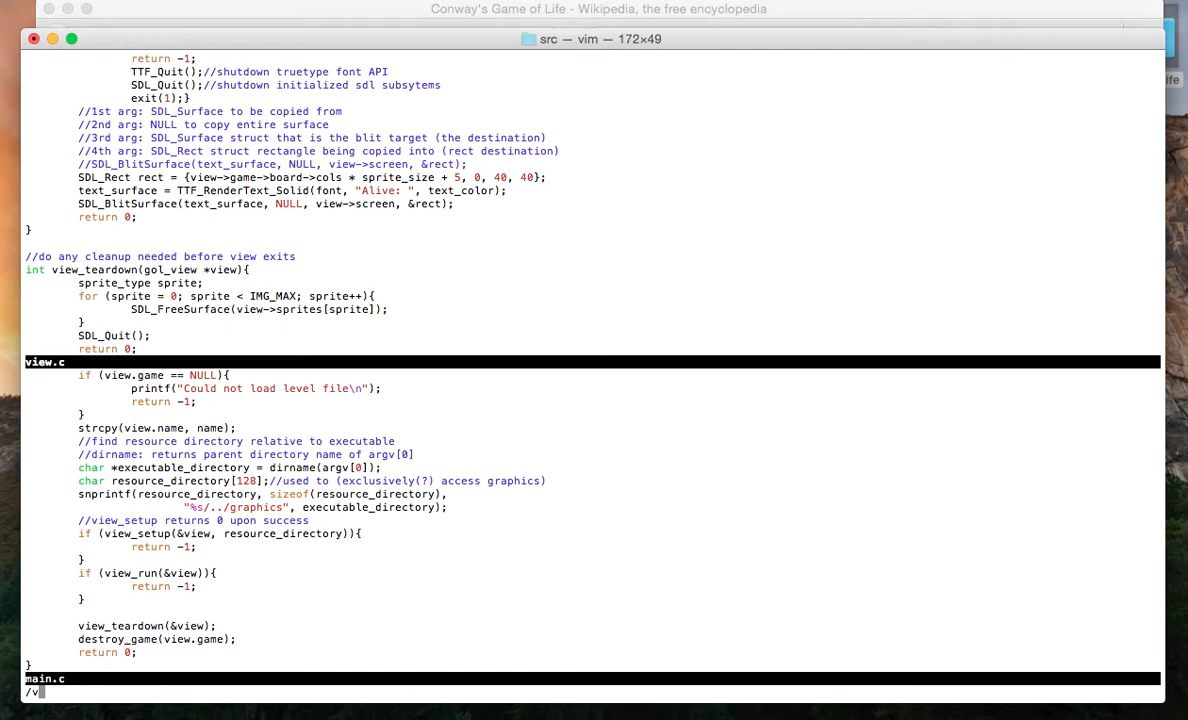 Conway's Game of Life - Wikipedia, the free encyclopedia
src — vim — 172×49
ife
return -1;
TTF_Quit();//shutdown truetype font API
SDL_Quit();//shutdown initialized sdl subsytems
exit(1);}
//1st arg: SDL_Surface to be copied from
//2nd arg: NULL to copy entire surface
//3rd arg: SDL_Surface struct that is the blit target (the destination)
//4th arg: SDL_Rect struct rectangle being copied into (rect destination)
//SDL_BlitSurface(text_surface, NULL, view->screen, &rect);
SDL_Rect rect = {view->game->board->cols * sprite_size + 5, 0, 40, 40};
text_surface = TTF_RenderText_Solid(font, "Alive: ", text_color);
SDL_BlitSurface(text_surface, NULL, view->screen, &rect);
return 0;
}
//do any cleanup needed before view exits
int view_teardown(gol_view *view){
sprite_type sprite;
for (sprite = 0; sprite < IMG_MAX; sprite++){
SDL_FreeSurface(view->sprites[sprite]);
}
SDL_Quit();
return 0;
view.c
if (view.game == NULL){
printf("Could not load level file\n");
return -1;
}
strcpy(view.name, name);
//find resource directory relative to executable
//dirname: returns parent directory name of argv[0]
char *executable_directory = dirname(argv[0]);
char resource_directory[128];//used to (exclusively(?) access graphics)
snprintf(resource_directory, sizeof(resource_directory),
"%s/../graphics", executable_directory);
//view_setup returns 0 upon success
if (view_setup(&view, resource_directory)){
return -1;
}
if (view_run(&view)){
return -1;
}
view_teardown(&view);
destroy_game(view.game);
return 0;
}
main.c
/v